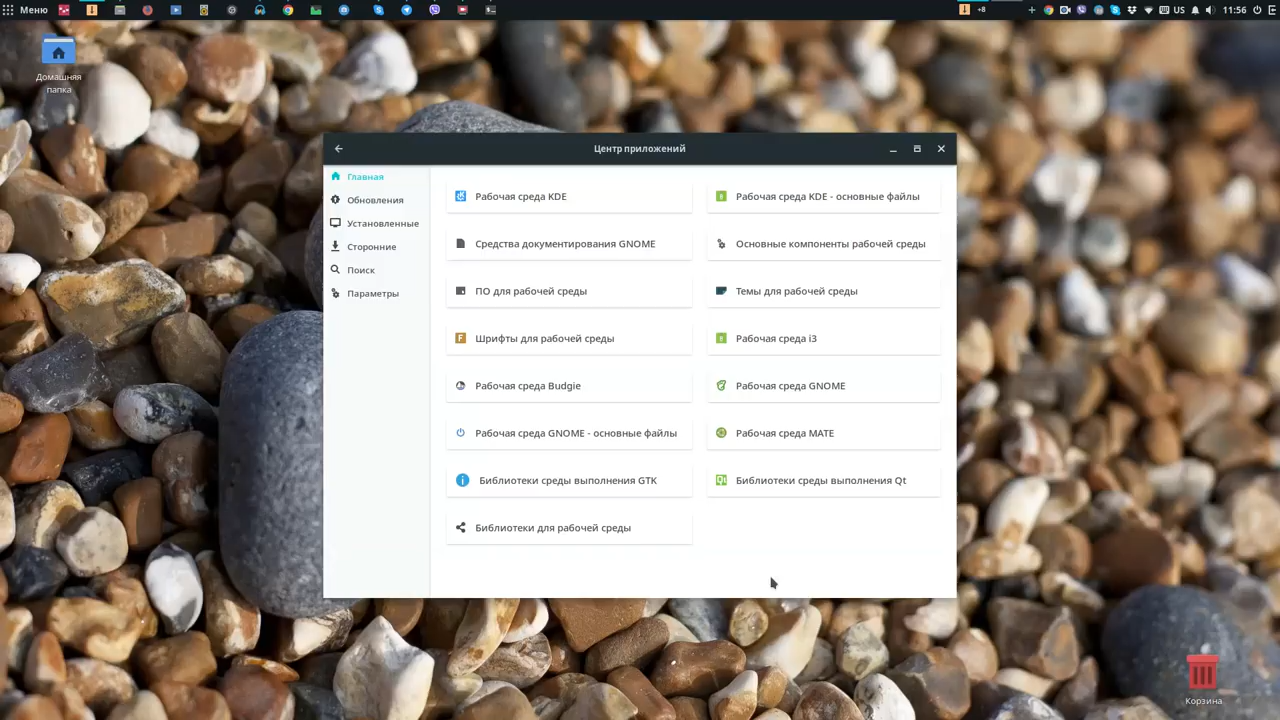 Меню
+8
US
11:56
Домашняя
папка
Центр приложений
Главная
Обновления
Установленные
Сторонние
Поиск
Параметры
Рабочая среда KDE
Рабочая среда KDE - основные файлы
Средства документирования GNOME
Основные компоненты рабочей среды
ПО для рабочей среды
Темы для рабочей среды
Шрифты для рабочей среды
Рабочая среда i3
Рабочая среда Budgie
Рабочая среда GNOME
Рабочая среда GNOME - основные файлы
Рабочая среда MATE
Библиотеки среды выполнения GTK
Библиотеки среды выполнения Qt
Библиотеки для рабочей среды
Корзина